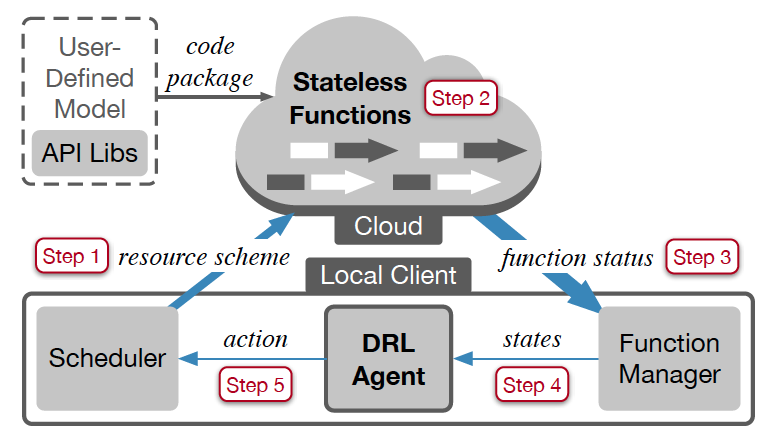 User-
Defined
Model
API Libs
code
package
Stateless
Functions
Step 2
Cloud
Step 1
resource scheme
function status
Step 3
Local Client
Scheduler
action
Step 5
DRL
Agent
states
Step 4
Function
Manager